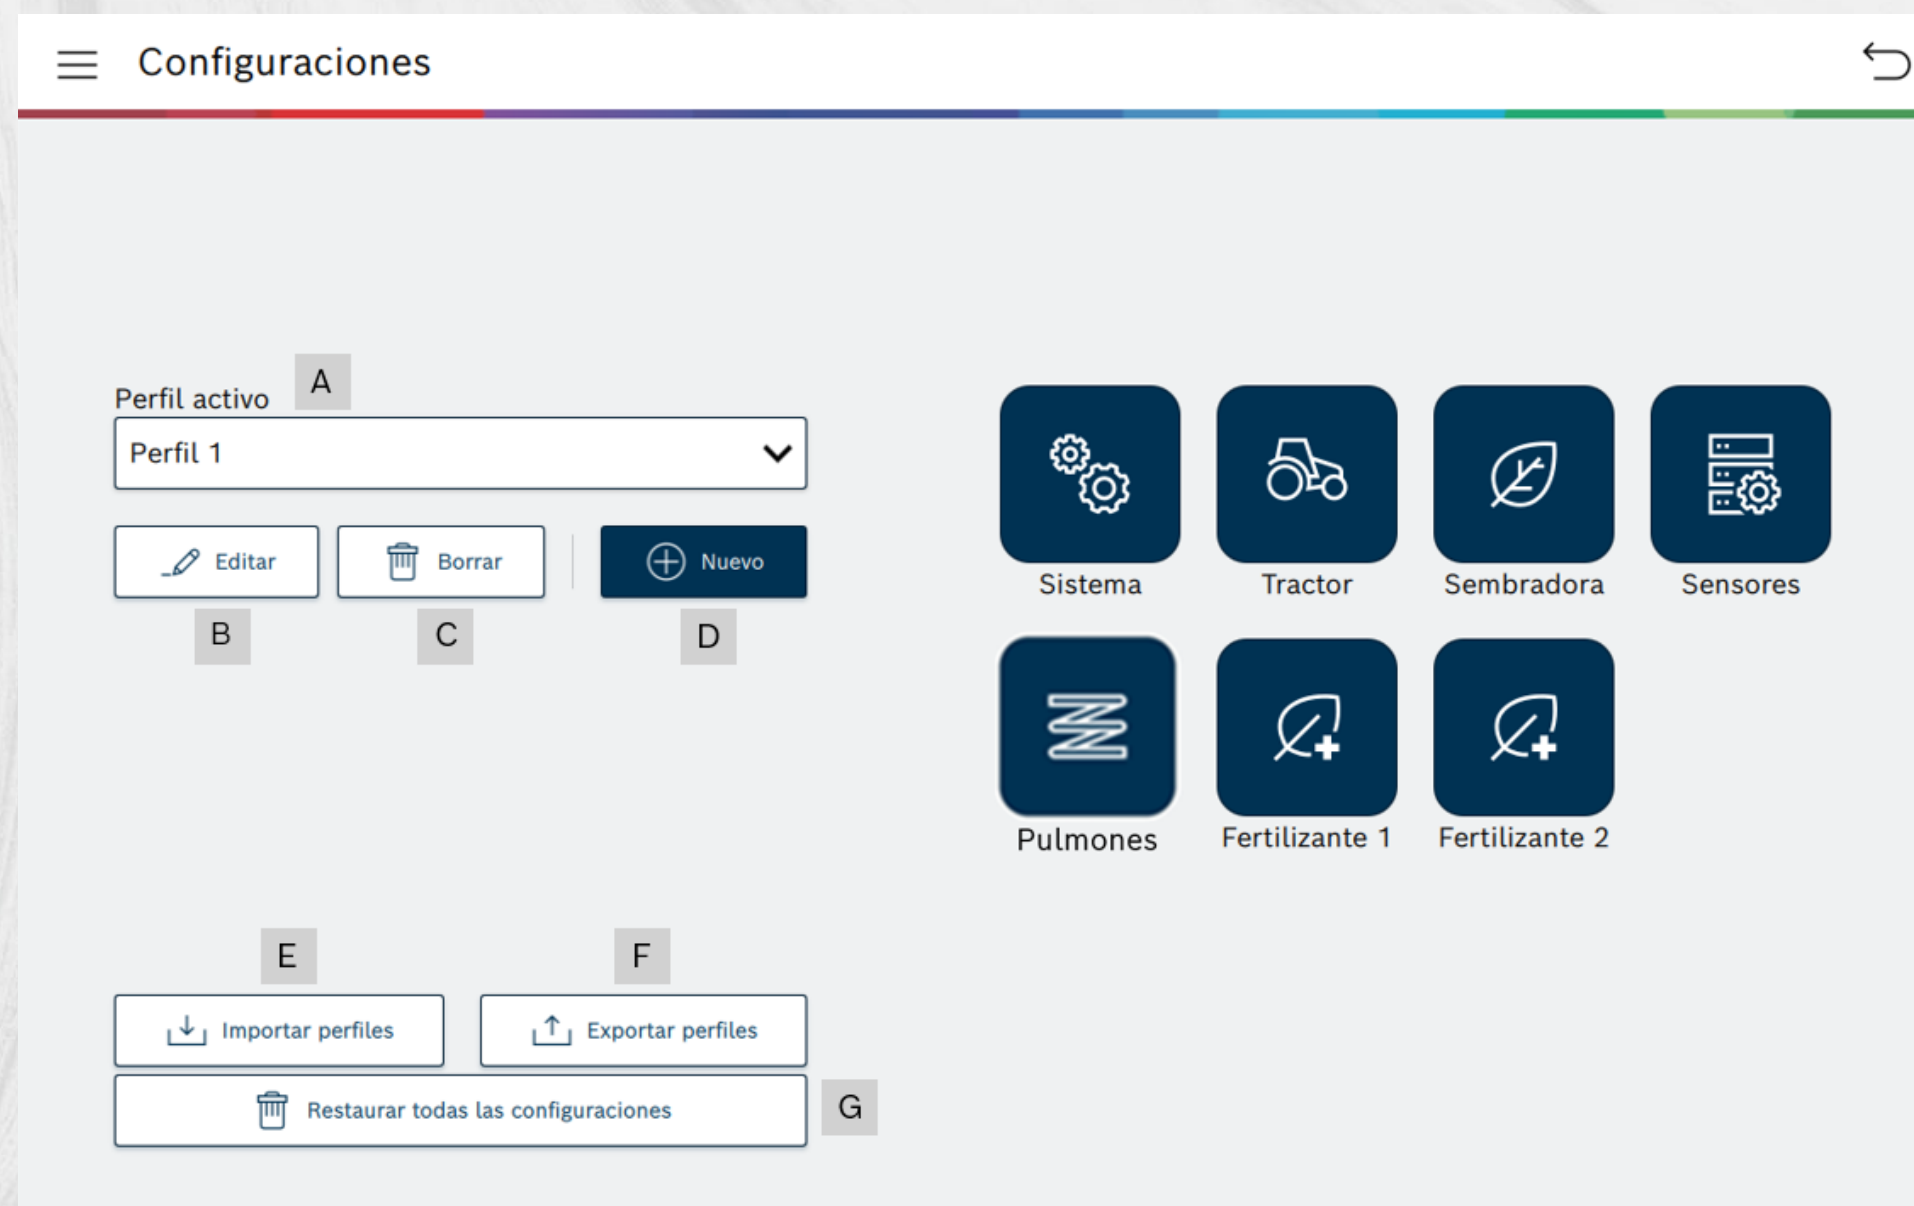 Configuraciones
A
Perfil activo
Perfil 1
Editar
Borrar
Nuevo
B
C
D
Sistema
Tractor
Sembradora
Sensores
Pulmones
Fertilizante 1
Fertilizante 2
E
F
Importar perfiles
Exportar perfiles
Restaurar todas las configuraciones
G